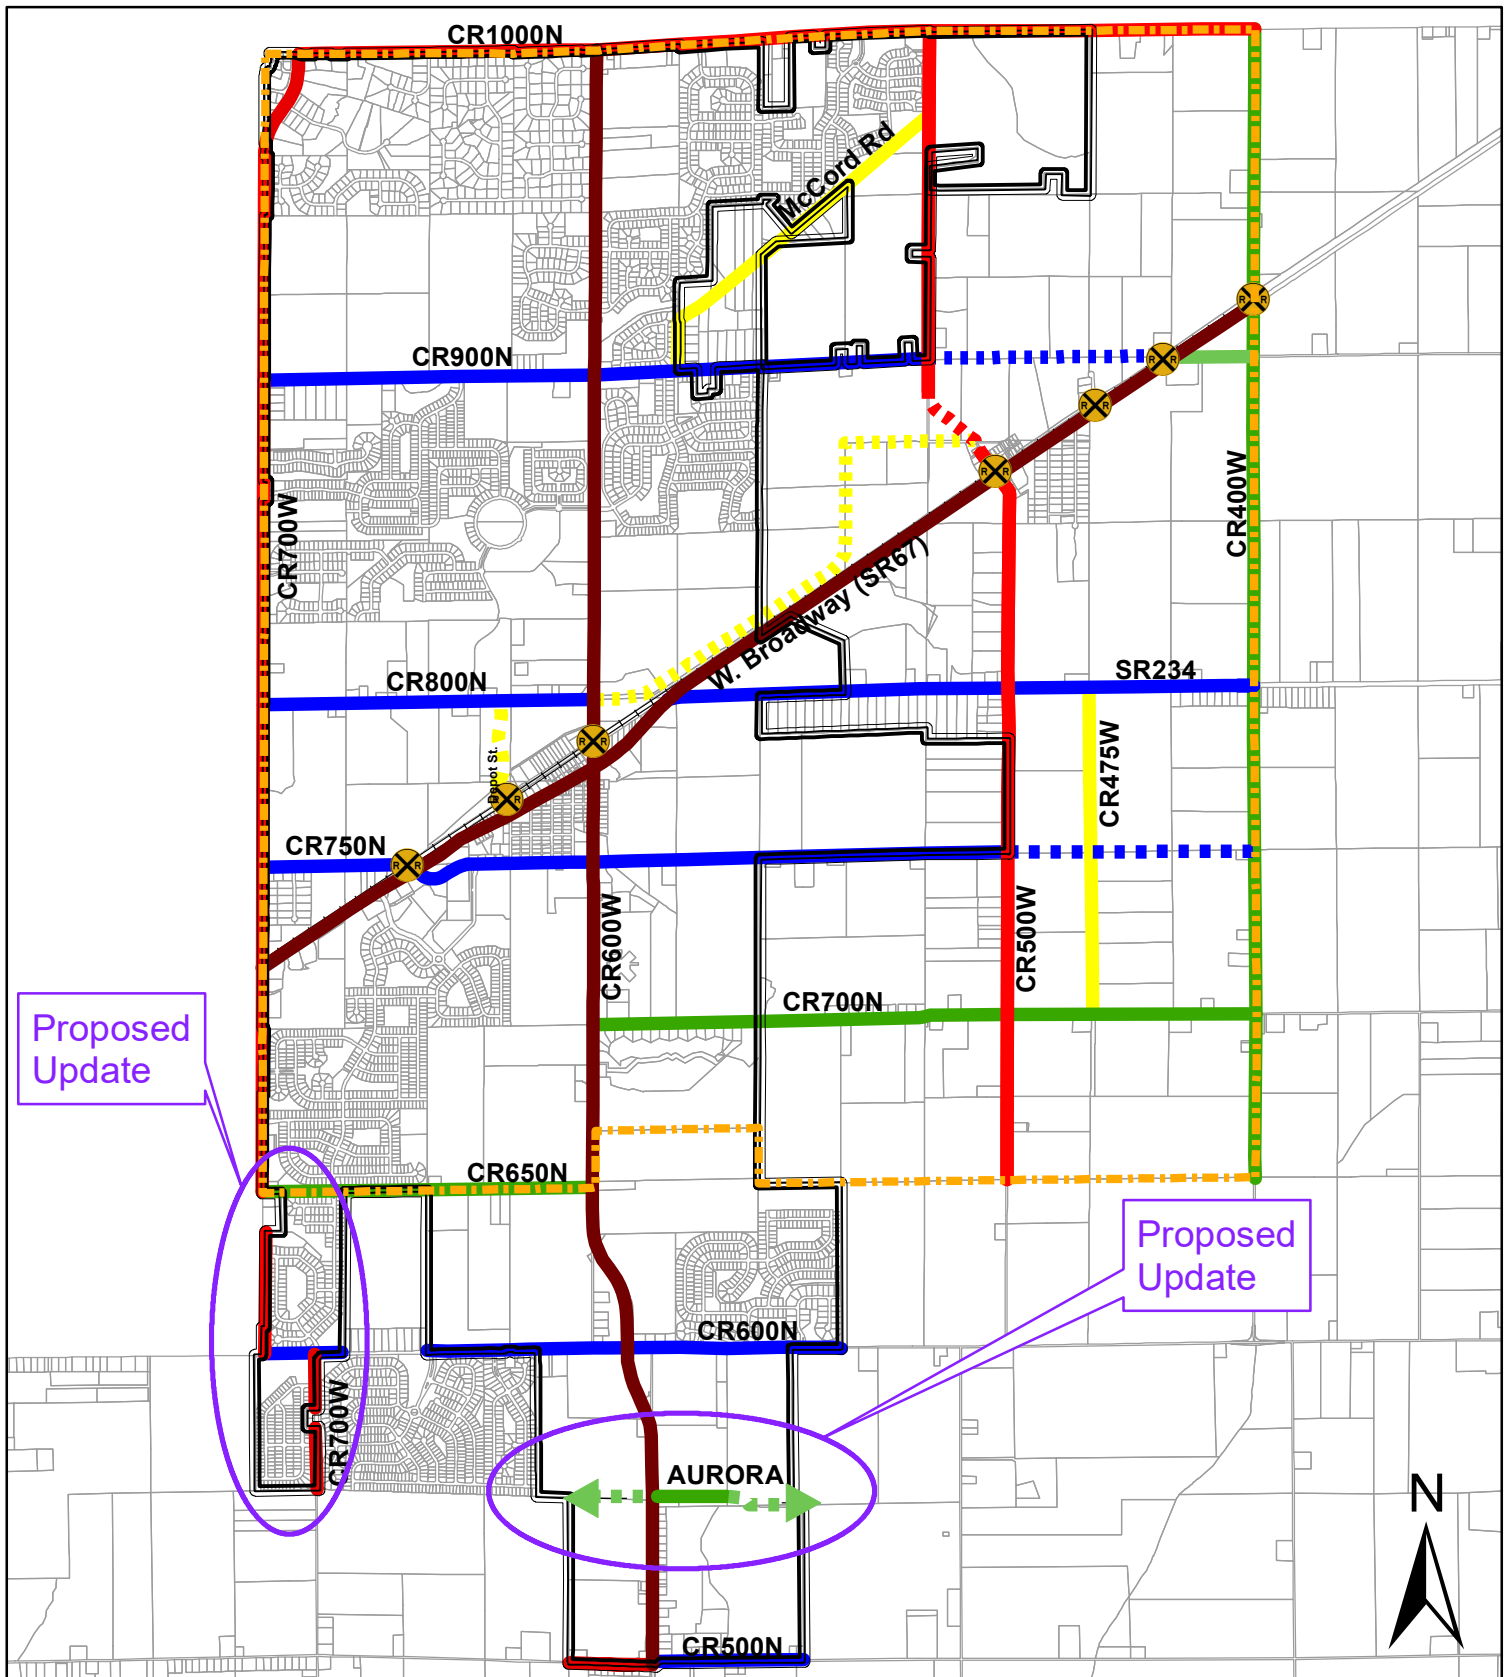 CR1000N
McCord Rd
CR900N
CR400W
CR700W
W. Broadway (SR67)
SR234
CR800N
CR475W
Depot St.
CR750N
CR600W
CR500W
CR700N
Proposed
Update
CR650N
Proposed
Update
CR600N
CR700W
AURORA
N
CR500N
R R
R R
R R
R R
R R
R R
R R